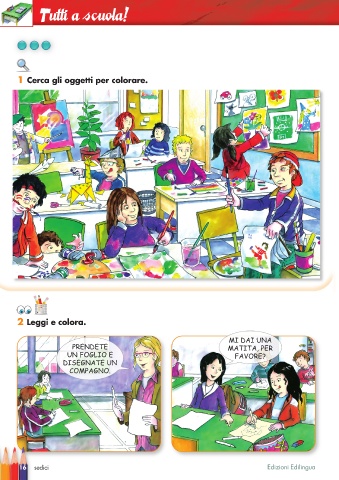 Tutti a scuola!
1 Cerca gli oggetti per colorare.
2 Leggi e colora.
PRENDETE
UN FOGLIO E
DISEGNATE UN
COMPAGNO.
MI DAI UNA
MATITA, PER
FAVORE?
16 sedici
Edizioni Edilingua